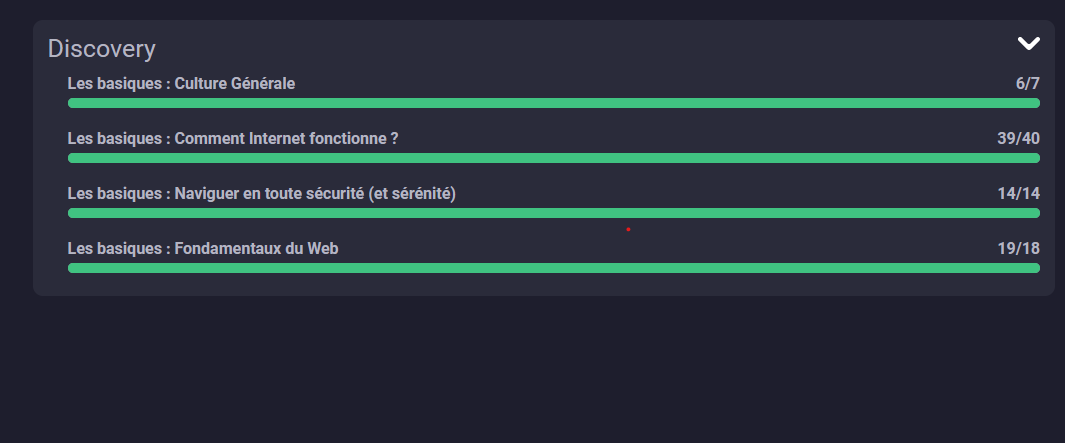 Discovery
Les basiques : Culture Générale 6/7
Les basiques : Comment Internet fonctionne ? 39/40
Les basiques : Naviguer en toute sécurité (et sérénité) 14/14
Les basiques : Fondamentaux du Web 19/18